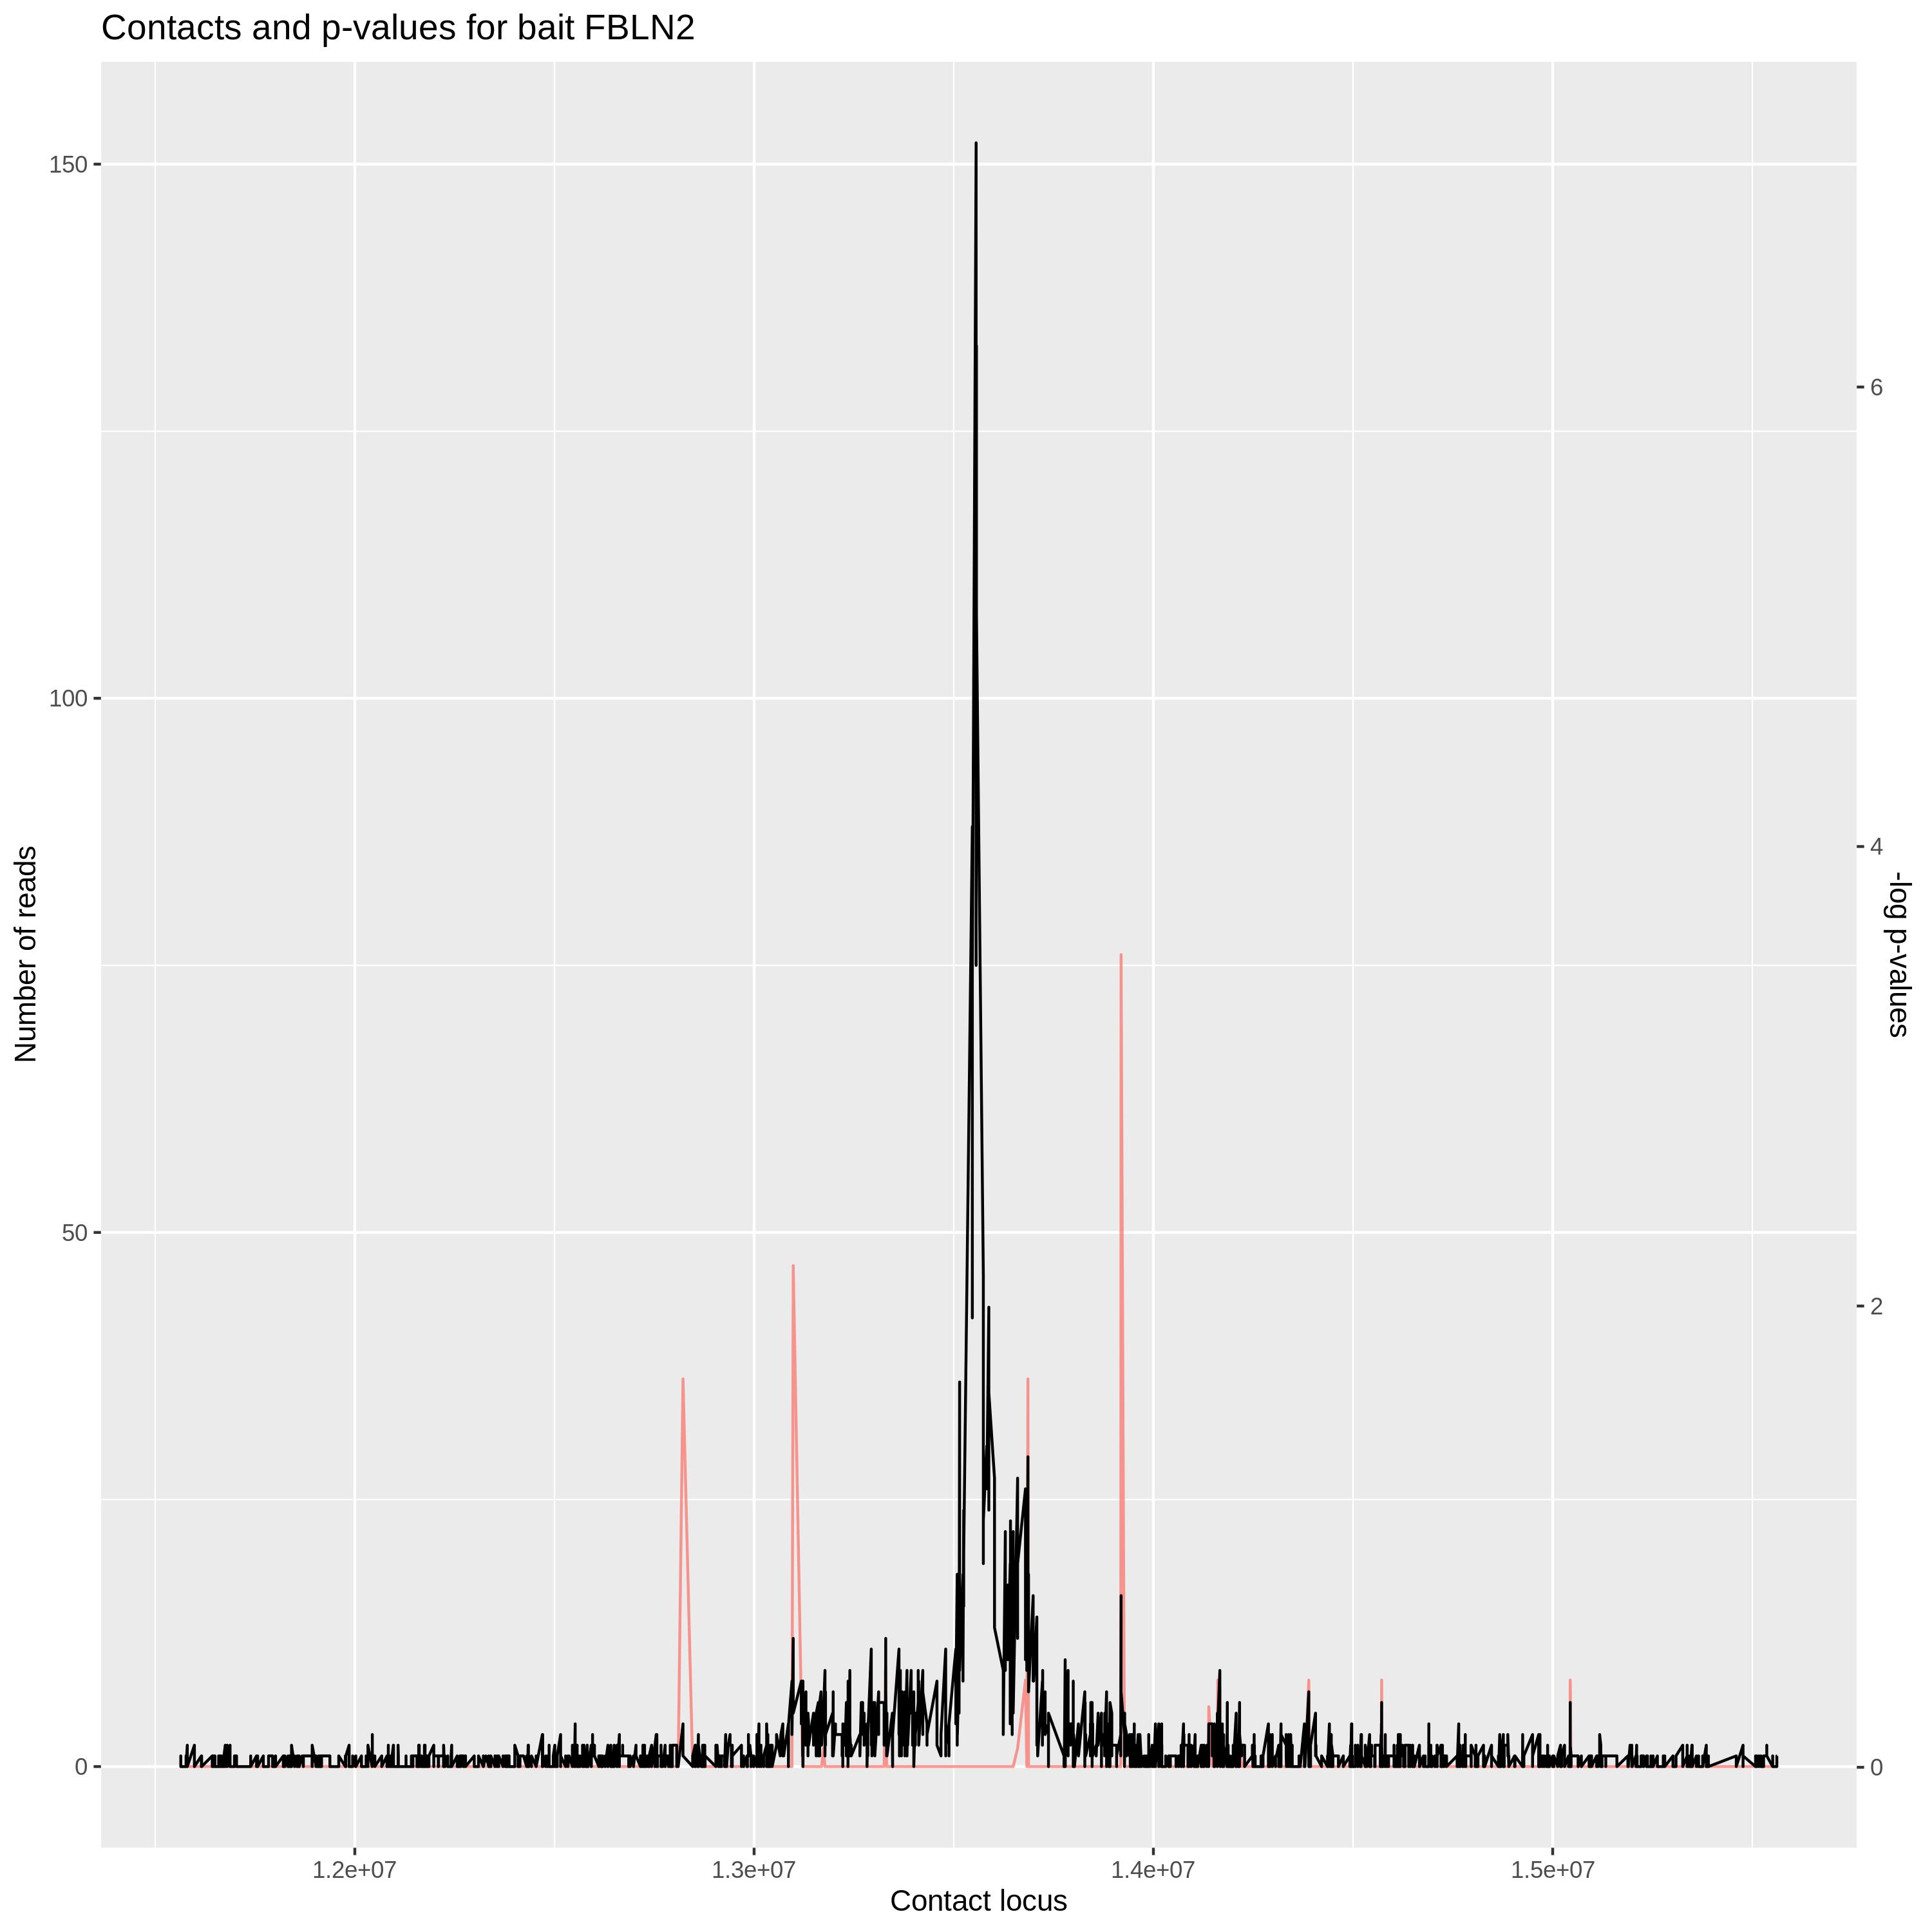 Contacts and p-values for bait FBLN2
150
100
50
0
6
4
2
0
Number of reads
-log p-values
1.2e+07 1.3e+07 1.4e+07 1.5e+07
Contact locus